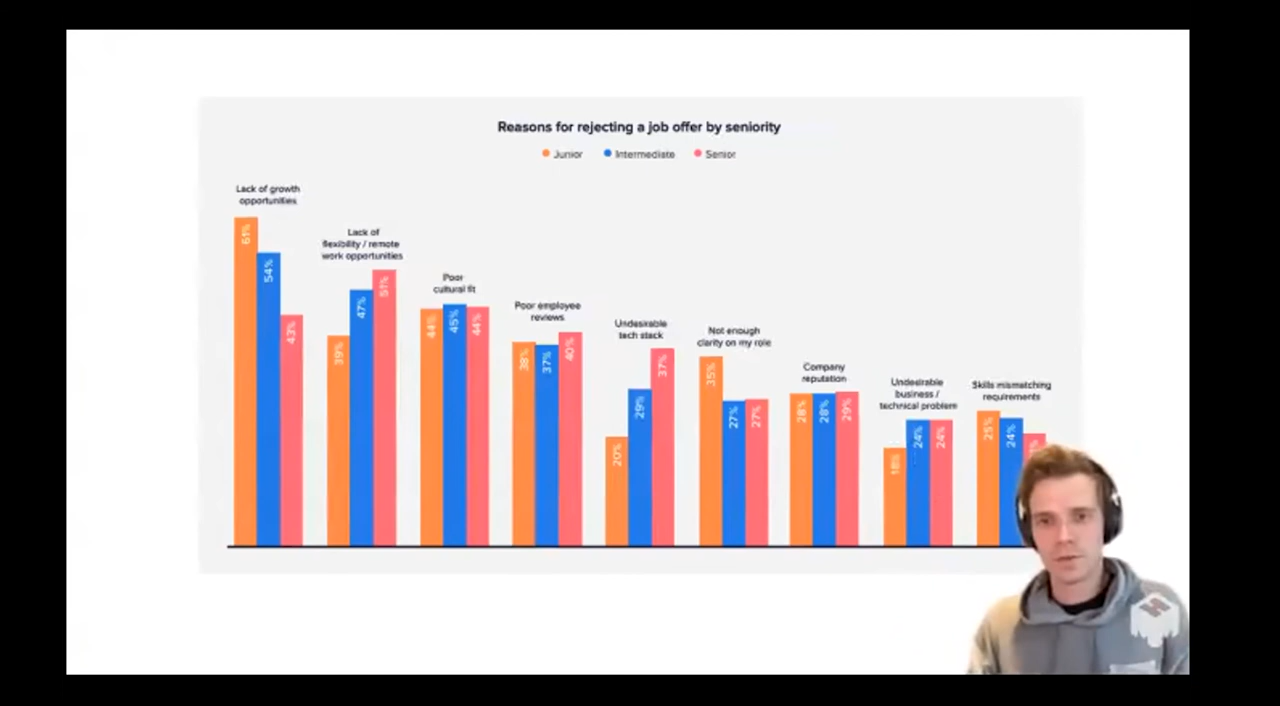 Reasons for rejecting a job offer by seniority
Junior Intermediate Senior
Lack of growth
opportunities
61%
54%
43%
Lack of
flexibility / remote
work opportunities
39%
47%
51%
Poor
cultural fit
44%
45%
44%
Poor employee
reviews
38%
37%
40%
Undesirable
tech stack
20%
29%
37%
Not enough
clarity on my role
35%
27%
27%
Company
reputation
28%
28%
29%
Undesirable
business /
technical problem
18%
24%
24%
Skills mismatching
requirements
25%
24%